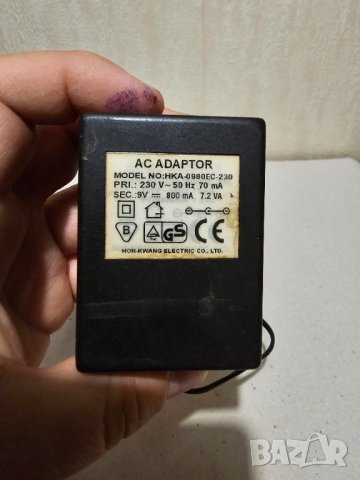 AC ADAPTOR
MODEL NO:HKA-0980EC-230
PRI.: 230 V~50 Hz 70 mA
SEC.:9V⎓ 800 mA 7.2 VA
B GS CE
HON-KWANG ELECTRIC CO., LTD.
BAZAR.bg